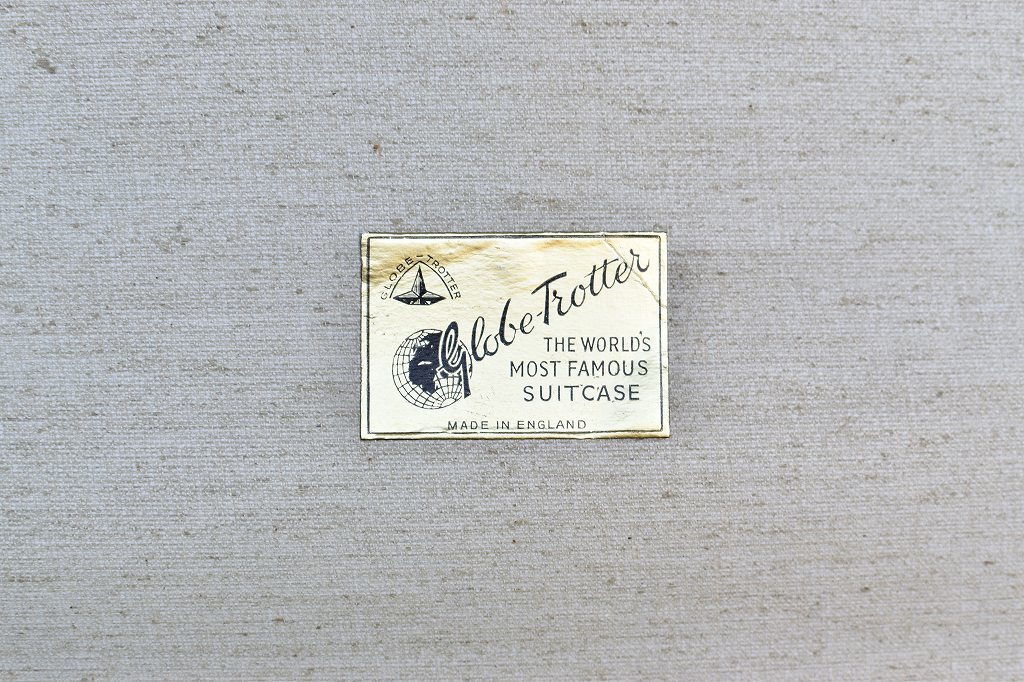 GLOBE-TROTTER
Globe-Trotter
THE WORLD'S
MOST FAMOUS
SUITCASE
MADE IN ENGLAND